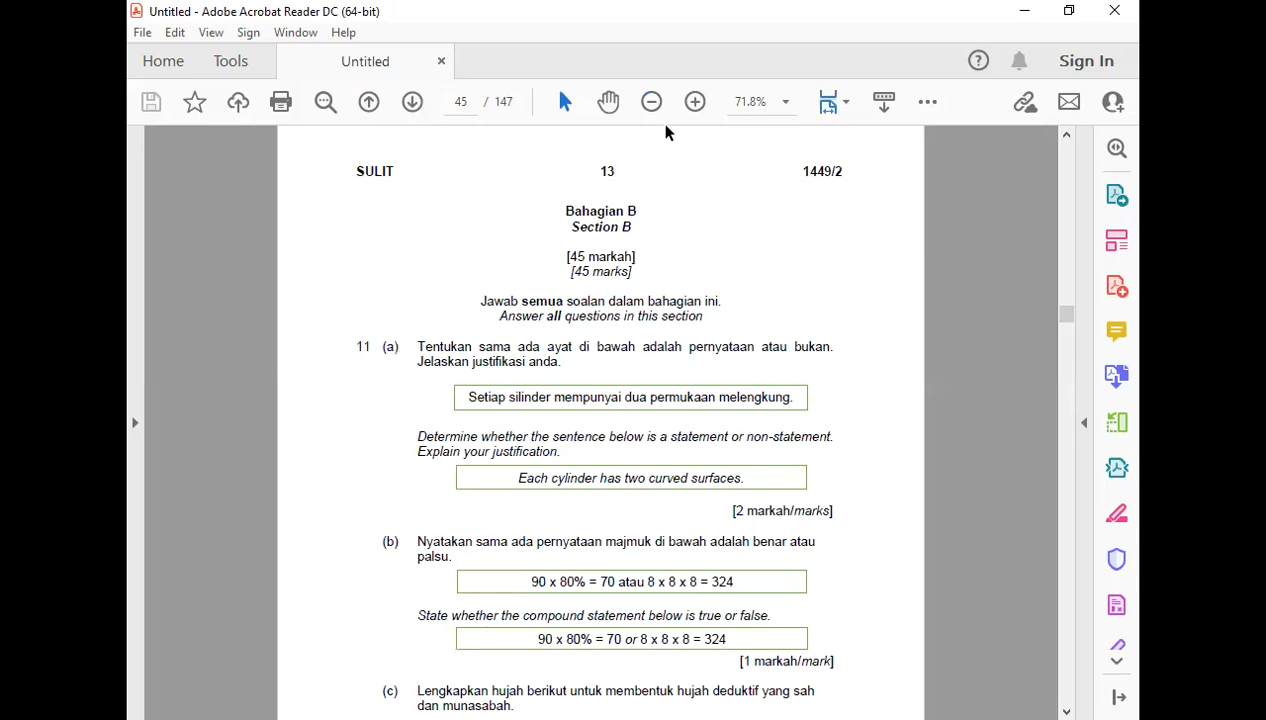 Untitled - Adobe Acrobat Reader DC (64-bit)
File Edit View Sign Window Help
Home Tools Untitled × Sign In
45 / 147 71.8%
SULIT 13 1449/2
Bahagian B
Section B
[45 markah]
[45 marks]
Jawab semua soalan dalam bahagian ini.
Answer all questions in this section
11 (a) Tentukan sama ada ayat di bawah adalah pernyataan atau bukan.
Jelaskan justifikasi anda.
Setiap silinder mempunyai dua permukaan melengkung.
Determine whether the sentence below is a statement or non-statement.
Explain your justification.
Each cylinder has two curved surfaces.
[2 markah/marks]
(b) Nyatakan sama ada pernyataan majmuk di bawah adalah benar atau
palsu.
90 x 80% = 70 atau 8 x 8 x 8 = 324
State whether the compound statement below is true or false.
90 x 80% = 70 or 8 x 8 x 8 = 324
[1 markah/mark]
(c) Lengkapkan hujah berikut untuk membentuk hujah deduktif yang sah
dan munasabah.